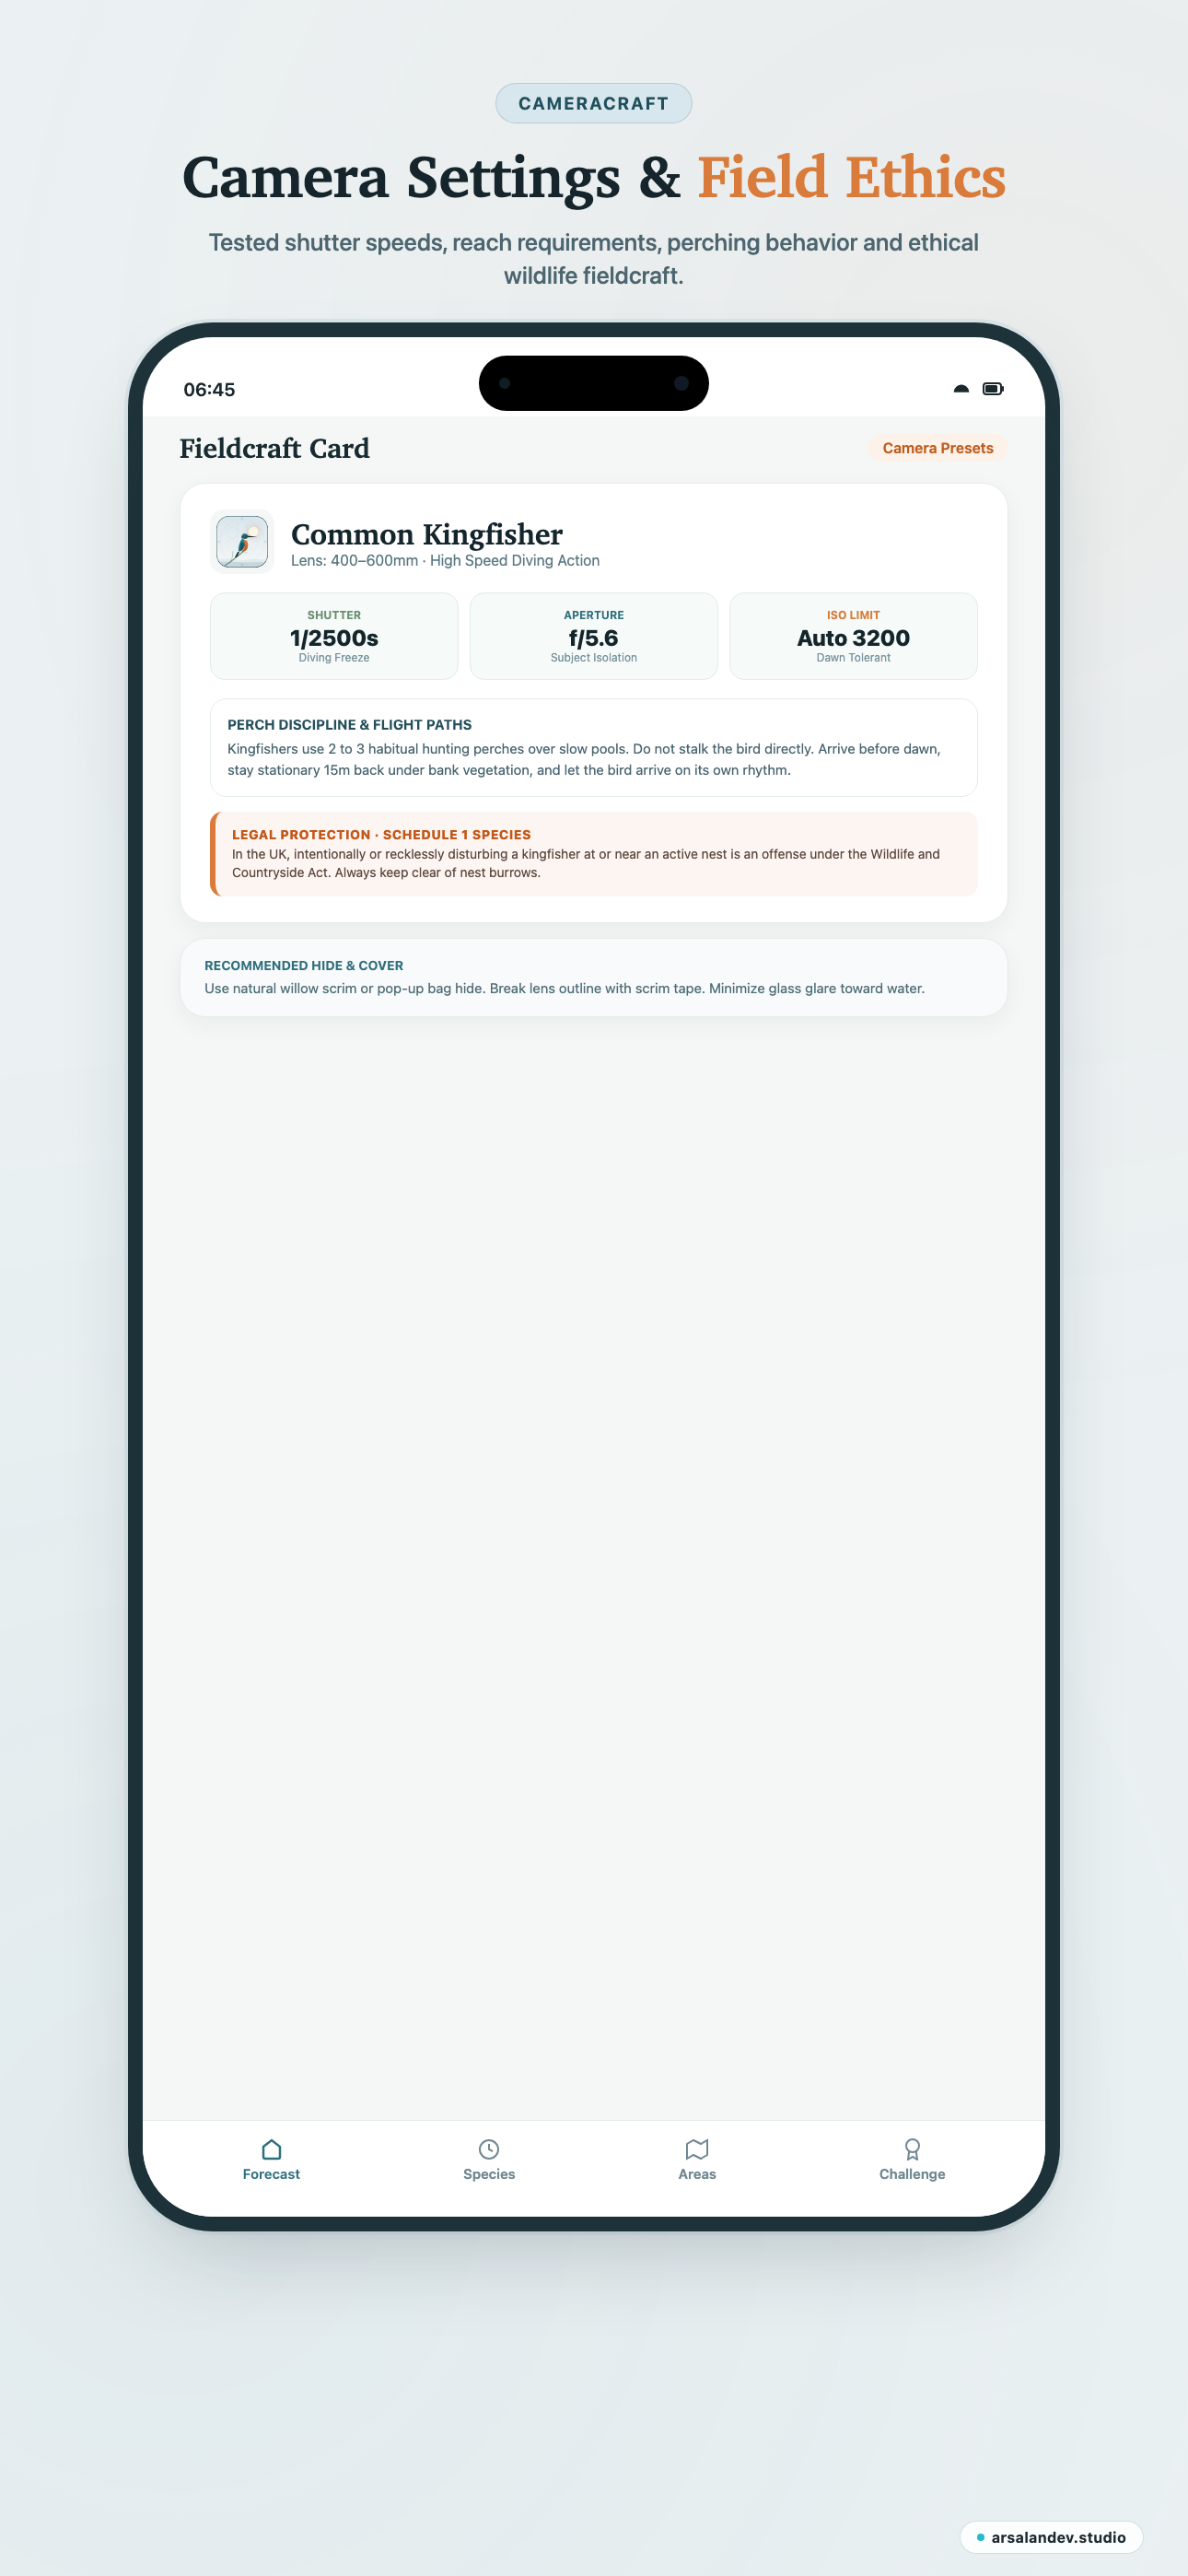 CAMERACRAFT
Camera Settings & Field Ethics
Tested shutter speeds, reach requirements, perching behavior and ethical
wildlife fieldcraft.
06:45
Fieldcraft Card
Camera Presets
Common Kingfisher
Lens: 400–600mm · High Speed Diving Action
SHUTTER
1/2500s
Diving Freeze
APERTURE
f/5.6
Subject Isolation
ISO LIMIT
Auto 3200
Dawn Tolerant
PERCH DISCIPLINE & FLIGHT PATHS
Kingfishers use 2 to 3 habitual hunting perches over slow pools. Do not stalk the bird directly. Arrive before dawn,
stay stationary 15m back under bank vegetation, and let the bird arrive on its own rhythm.
LEGAL PROTECTION · SCHEDULE 1 SPECIES
In the UK, intentionally or recklessly disturbing a kingfisher at or near an active nest is an offense under the Wildlife and
Countryside Act. Always keep clear of nest burrows.
RECOMMENDED HIDE & COVER
Use natural willow scrim or pop-up bag hide. Break lens outline with scrim tape. Minimize glass glare toward water.
Forecast
Species
Areas
Challenge
arsalandev.studio